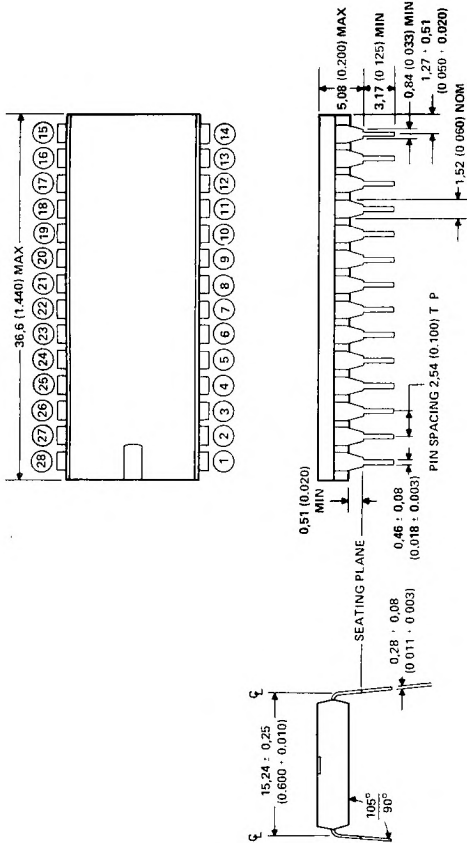 36,6 (1.440) MAX
28 27 26 25 24 23 22 21 20 19 18 17 16 15
1 2 3 4 5 6 7 8 9 10 11 12 13 14
℄
15,24 ± 0,25
(0.600 · 0.010)
℄
105°
90°
SEATING PLANE
0,28 · 0,08
(0 011 · 0 003)
0,51 (0.020)
MIN
0,46 ± 0,08
(0.018 ± 0.003)
PIN SPACING 2,54 (0.100) T P
5,08 (0.200) MAX
3,17 (0 125) MIN
0,84 (0 033) MIN
1,27 · 0,51
(0 050 · 0.020)
1,52 (0 060) NOM